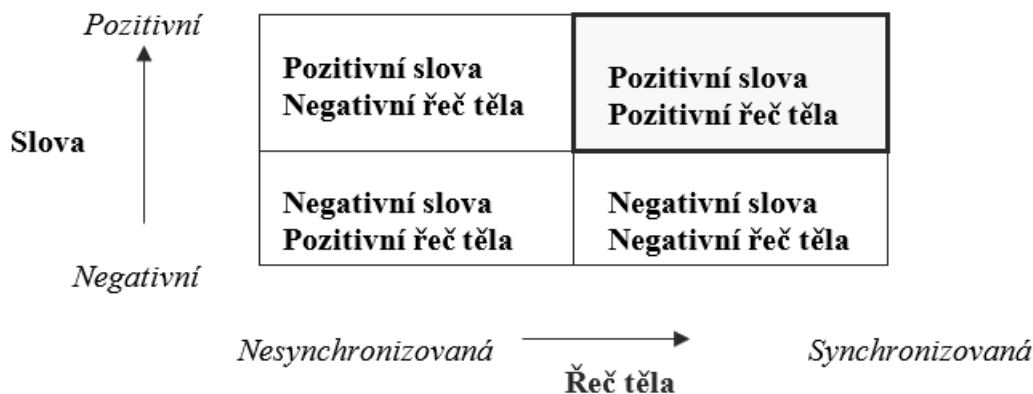 Pozitivní
Pozitivní slova
Negativní řeč těla
Pozitivní slova
Pozitivní řeč těla
Slova
Negativní slova
Pozitivní řeč těla
Negativní slova
Negativní řeč těla
Negativní
Nesynchronizovaná
Synchronizovaná
Řeč těla